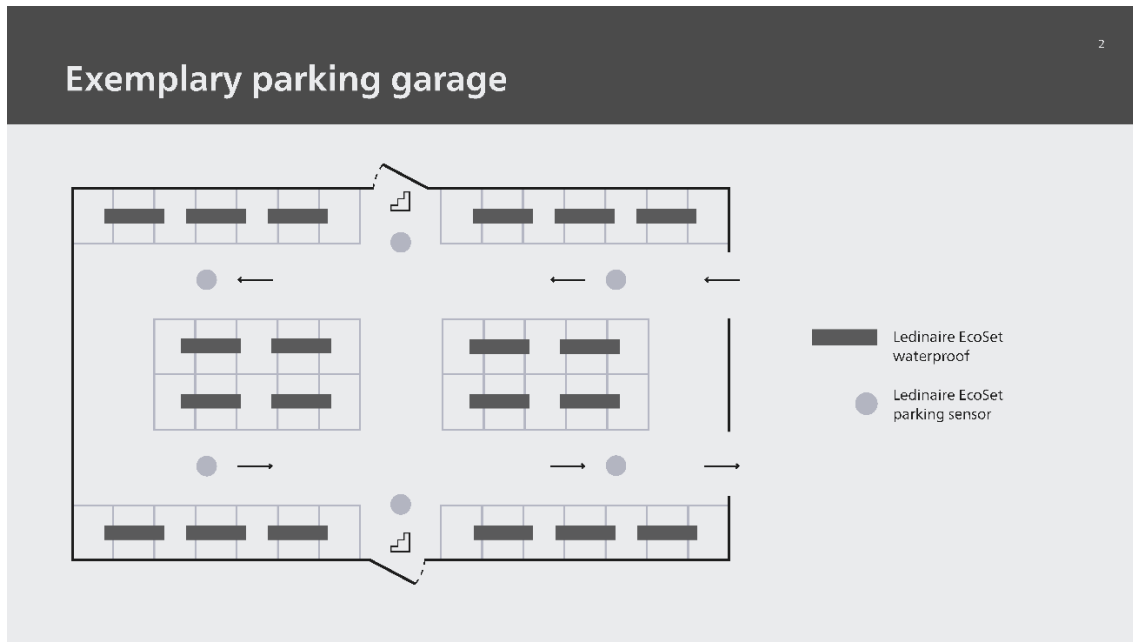 2
Exemplary parking garage
Ledinaire EcoSet
waterproof
Ledinaire EcoSet
parking sensor